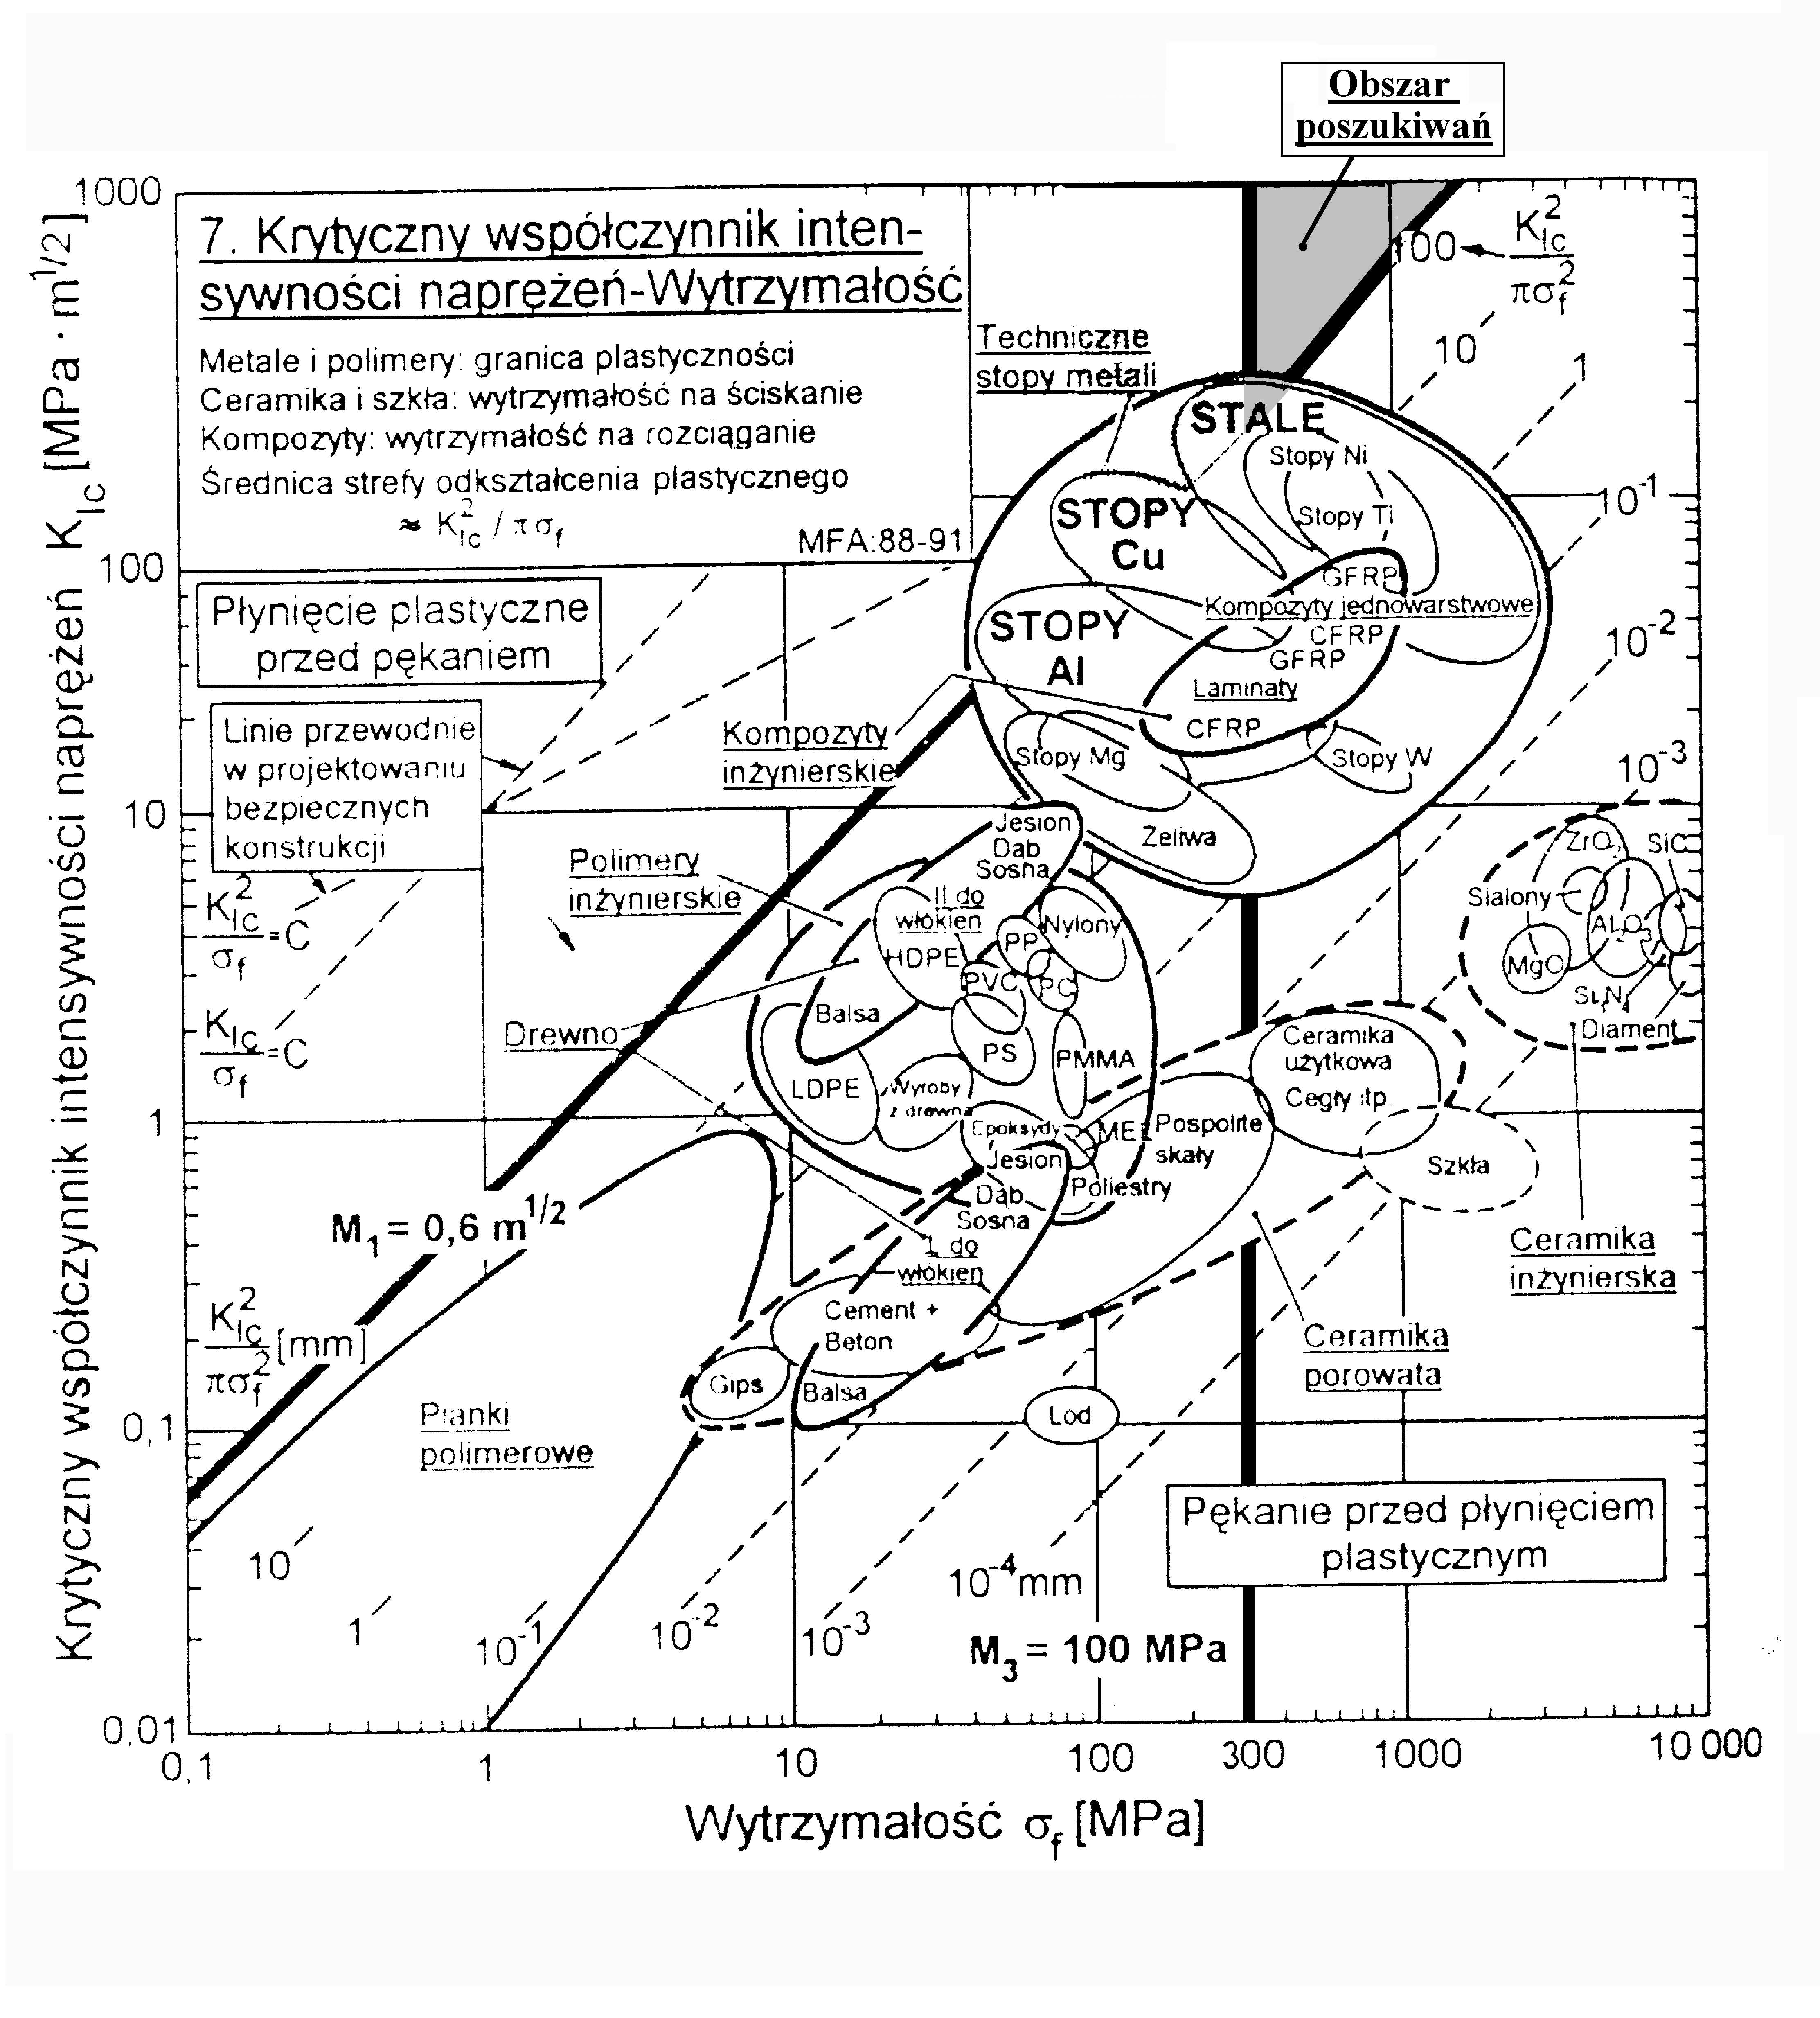 Obszar
poszukiwań
7. Krytyczny współczynnik inten-
sywności naprężeń-Wytrzymałość
Metale i polimery: granica plastyczności
Ceramika i szkła: wytrzymałość na ściskanie
Kompozyty: wytrzymałość na rozciąganie
Średnica strefy odkształcenia plastycznego
≈ K²Ic / π σf
MFA:88-91
Krytyczny współczynnik intensywności naprężeń KIc [MPa · m1/2]
1000
100
10
1
0,1
0,01
100
K²Ic
πσ²f
10
1
10-1
10-2
10-3
Techniczne
stopy metali
STALE
Stopy Ni
Stopy Ti
STOPY
Cu
GFRP
Kompozyty jednowarstwowe
CFRP
GFRP
STOPY
Al
Laminaty
CFRP
Stopy Mg
Stopy W
Żeliwa
Płynięcie plastyczne
przed pękaniem
Linie przewodnie
w projektowaniu
bezpiecznych
konstrukcji
K²Ic
σf
=C
KIc
σf
=C
Kompozyty
inżynierskie
Polimery
inżynierskie
Jesion
Dąb
Sosna
II do
włókien
Nylony
PP
HDPE
PVC
PC
Balsa
Drewno
PS
PMMA
LDPE
Wyroby
z drewna
Epoksydy
MEL
Pospolite
skały
Jesion
Poliestry
Dąb
Sosna
⊥ do
włókien
Cement +
Beton
Gips
Balsa
Lód
ZrO2
SiC
Sialony
Al2O3
MgO
Si3N4
Diament
Ceramika
użytkowa
Cegły itp.
Szkła
Ceramika
inżynierska
Ceramika
porowata
M1 = 0,6 m1/2
K²Ic
πσ²f
[mm]
Pianki
polimerowe
10
1
10-1
10-2
10-3
10-4 mm
Pękanie przed płynięciem
plastycznym
M3 = 100 MPa
0,1
1
10
100
300
1000
10 000
Wytrzymałość σf [MPa]